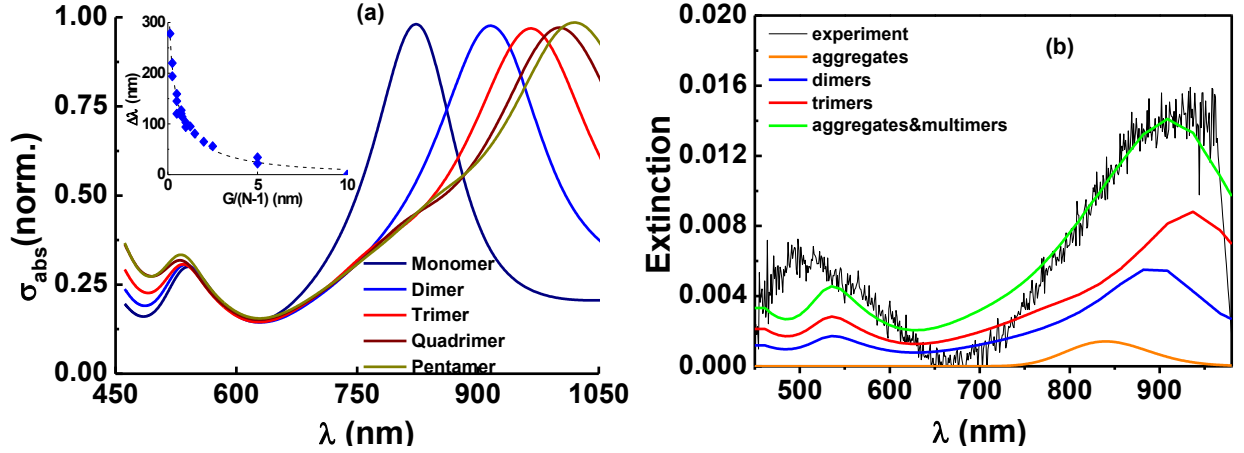 (a)
1.00
0.75
0.50
0.25
0.00
σabs(norm.)
450
600
750
900
1050
λ (nm)
300
200
100
0
Δλ (nm)
0
5
10
G/(N-1) (nm)
Monomer
Dimer
Trimer
Quadrimer
Pentamer
(b)
0.020
0.016
0.012
0.008
0.004
0.000
Extinction
500
600
700
800
900
λ (nm)
experiment
aggregates
dimers
trimers
aggregates&multimers